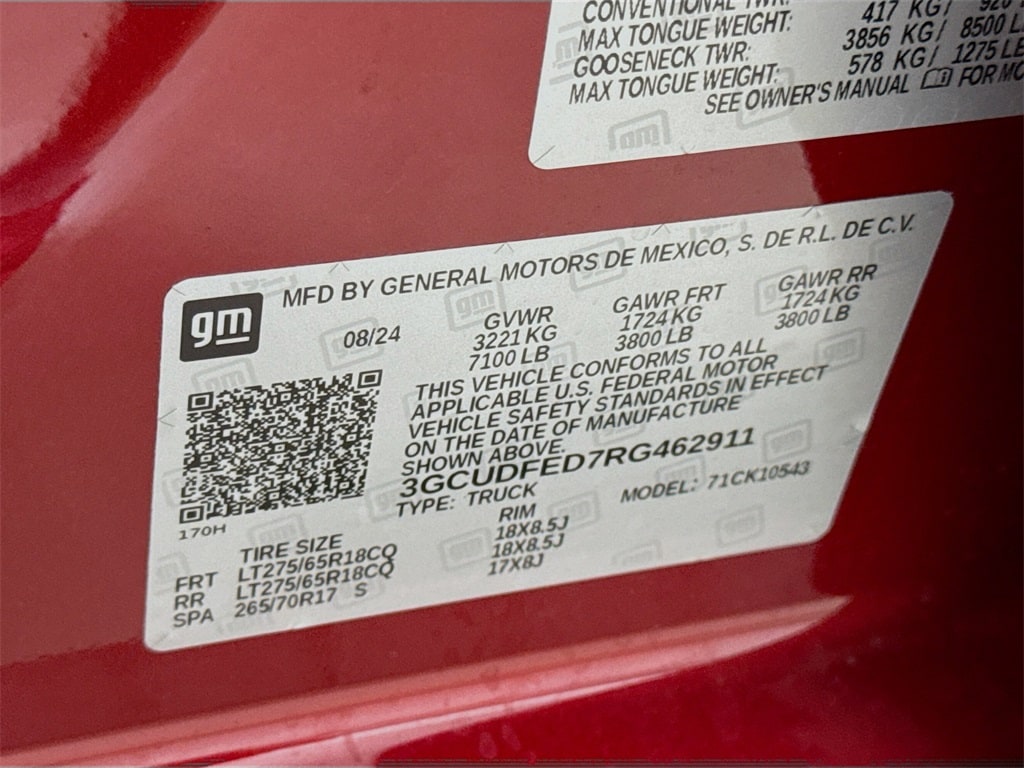 CONVENTIONAL TWR:
MAX TONGUE WEIGHT: 417 KG/
GOOSENECK TWR: 3856 KG/ 8500
MAX TONGUE WEIGHT: 578 KG/ 1275
SEE OWNER'S MANUAL FOR
gm
MFD BY GENERAL MOTORS DE MEXICO, S. DE R.L. DE C.V.
08/24 GVWR GAWR FRT GAWR RR
3221 KG 1724 KG 1724 KG
7100 LB 3800 LB 3800 LB
THIS VEHICLE CONFORMS TO ALL
APPLICABLE U.S. FEDERAL MOTOR
VEHICLE SAFETY STANDARDS IN EFFECT
ON THE DATE OF MANUFACTURE
SHOWN ABOVE.
3GCUDFED7RG462911
TYPE: TRUCK MODEL: 71CK10543
170H
TIRE SIZE RIM
FRT LT275/65R18CQ 18X8.5J
RR LT275/65R18CQ 18X8.5J
SPA 265/70R17 S 17X8J